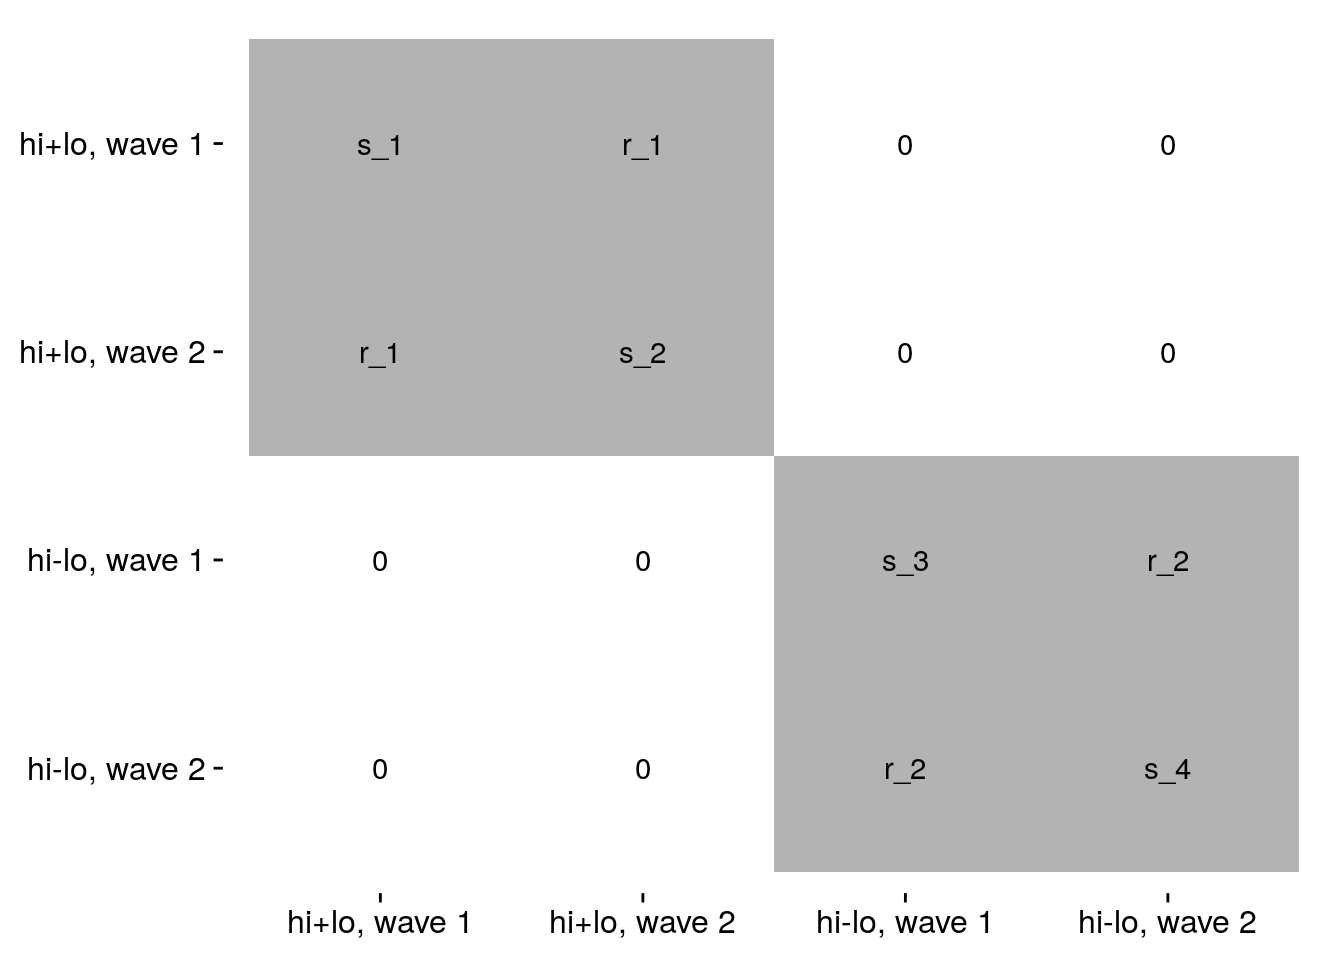 hi+lo, wave 1 s_1 r_1 0 0
hi+lo, wave 2 r_1 s_2 0 0
hi-lo, wave 1 0 0 s_3 r_2
hi-lo, wave 2 0 0 r_2 s_4
hi+lo, wave 1 hi+lo, wave 2 hi-lo, wave 1 hi-lo, wave 2